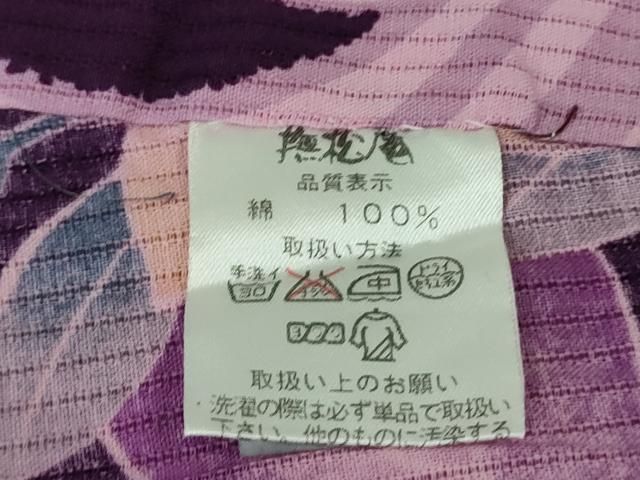 撫松庵
品質表示
綿 100%
取扱い方法
手洗イ 30 中 ドライ
取扱い上のお願い
洗濯の際は必ず単品で取扱い
下さい。他のものに汚染する